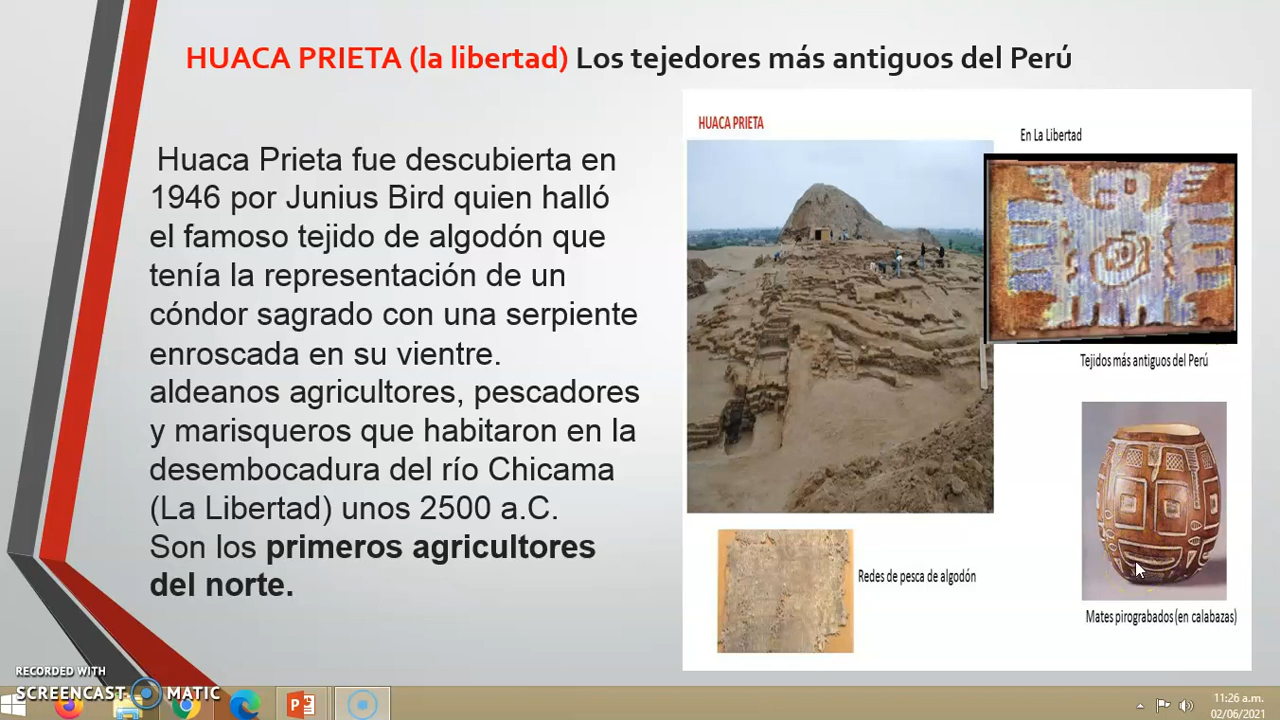 HUACA PRIETA (la libertad) Los tejedores más antiguos del Perú
Huaca Prieta fue descubierta en
1946 por Junius Bird quien halló
el famoso tejido de algodón que
tenía la representación de un
cóndor sagrado con una serpiente
enroscada en su vientre.
aldeanos agricultores, pescadores
y marisqueros que habitaron en la
desembocadura del río Chicama
(La Libertad) unos 2500 a.C.
Son los primeros agricultores
del norte.
HUACA PRIETA
En La Libertad
Tejidos más antiguos del Perú
Redes de pesca de algodón
Mates pirograbados (en calabazas)
RECORDED WITH
SCREENCAST MATIC
11:26 a.m.
02/06/2021